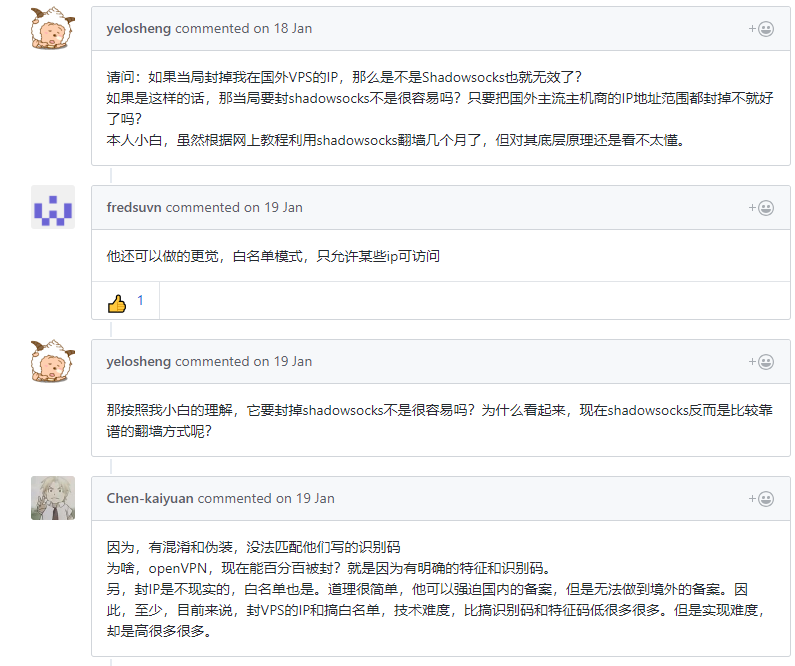 yelosheng commented on 18 Jan
请问：如果当局封掉我在国外VPS的IP，那么是不是Shadowsocks也就无效了？
如果是这样的话，那当局要封shadowsocks不是很容易吗？只要把国外主流主机商的IP地址范围都封掉不就好
了吗？
本人小白，虽然根据网上教程利用shadowsocks翻墙几个月了，但对其底层原理还是看不太懂。
fredsuvn commented on 19 Jan
他还可以做的更觉，白名单模式，只允许某些ip可访问
1
yelosheng commented on 19 Jan
那按照我小白的理解，它要封掉shadowsocks不是很容易吗？为什么看起来，现在shadowsocks反而是比较靠
谱的翻墙方式呢？
Chen-kaiyuan commented on 19 Jan
因为，有混淆和伪装，没法匹配他们写的识别码
为啥，openVPN，现在能百分百被封？就是因为有明确的特征和识别码。
另，封IP是不现实的，白名单也是。道理很简单，他可以强迫国内的备案，但是无法做到境外的备案。因
此，至少，目前来说，封VPS的IP和搞白名单，技术难度，比搞识别码和特征码低很多很多。但是实现难度，
却是高很多很多。